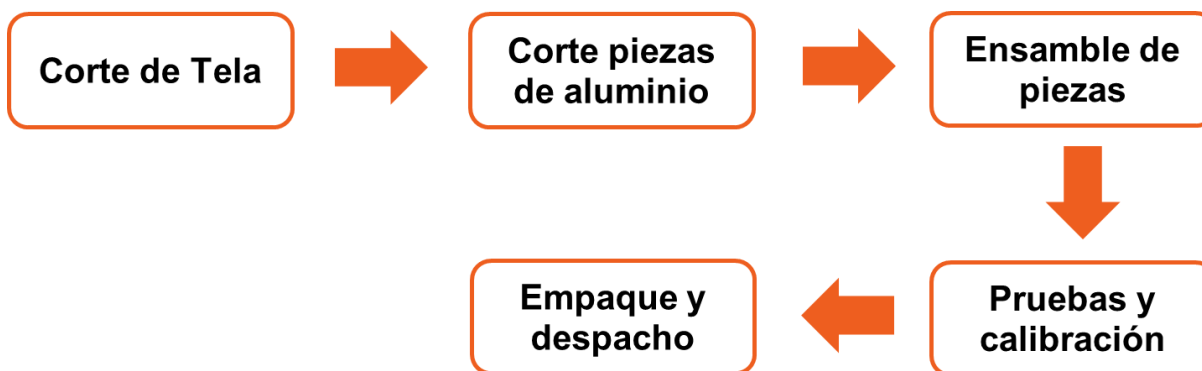 Corte de Tela
Corte piezas
de aluminio
Ensamble de
piezas
Pruebas y
calibración
Empaque y
despacho